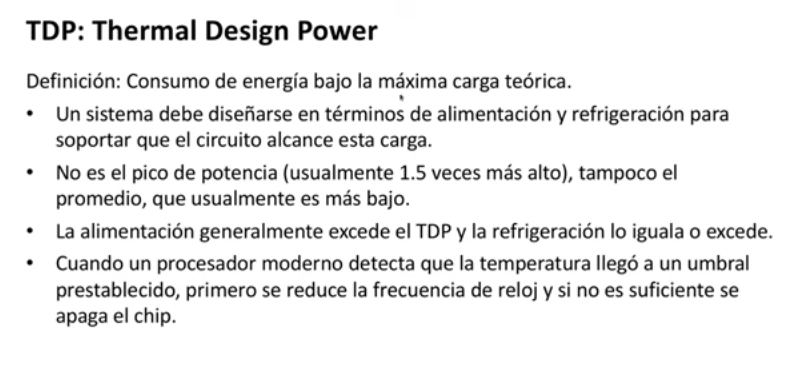 TDP: Thermal Design Power
Definición: Consumo de energía bajo la máxima carga teórica.
• Un sistema debe diseñarse en términos de alimentación y refrigeración para
soportar que el circuito alcance esta carga.
• No es el pico de potencia (usualmente 1.5 veces más alto), tampoco el
promedio, que usualmente es más bajo.
• La alimentación generalmente excede el TDP y la refrigeración lo iguala o excede.
• Cuando un procesador moderno detecta que la temperatura llegó a un umbral
prestablecido, primero se reduce la frecuencia de reloj y si no es suficiente se
apaga el chip.